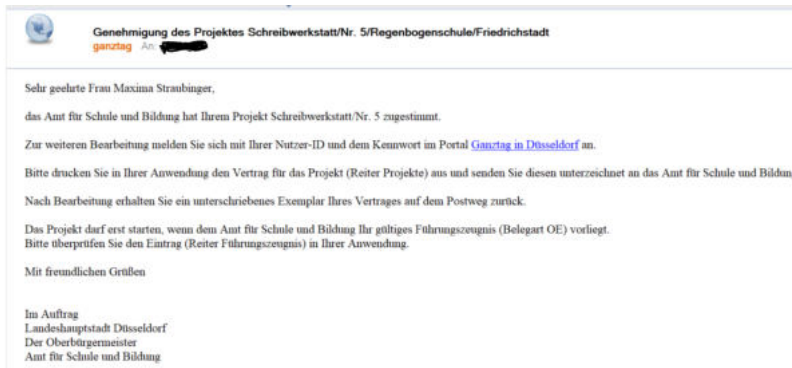 Genehmigung des Projektes Schreibwerkstatt/Nr. 5/Regenbogenschule/Friedrichstadt
ganztag An:
Sehr geehrte Frau Maxima Straubinger,
das Amt für Schule und Bildung hat Ihrem Projekt Schreibwerkstatt/Nr. 5 zugestimmt.
Zur weiteren Bearbeitung melden Sie sich mit Ihrer Nutzer-ID und dem Kennwort im Portal Ganztag in Düsseldorf an.
Bitte drucken Sie in Ihrer Anwendung den Vertrag für das Projekt (Reiter Projekte) aus und senden Sie diesen unterzeichnet an das Amt für Schule und Bildung
Nach Bearbeitung erhalten Sie ein unterschriebenes Exemplar Ihres Vertrages auf dem Postweg zurück.
Das Projekt darf erst starten, wenn dem Amt für Schule und Bildung Ihr gültiges Führungszeugnis (Belegart OE) vorliegt.
Bitte überprüfen Sie den Eintrag (Reiter Führungszeugnis) in Ihrer Anwendung.
Mit freundlichen Grüßen
Im Auftrag
Landeshauptstadt Düsseldorf
Der Oberbürgermeister
Amt für Schule und Bildung